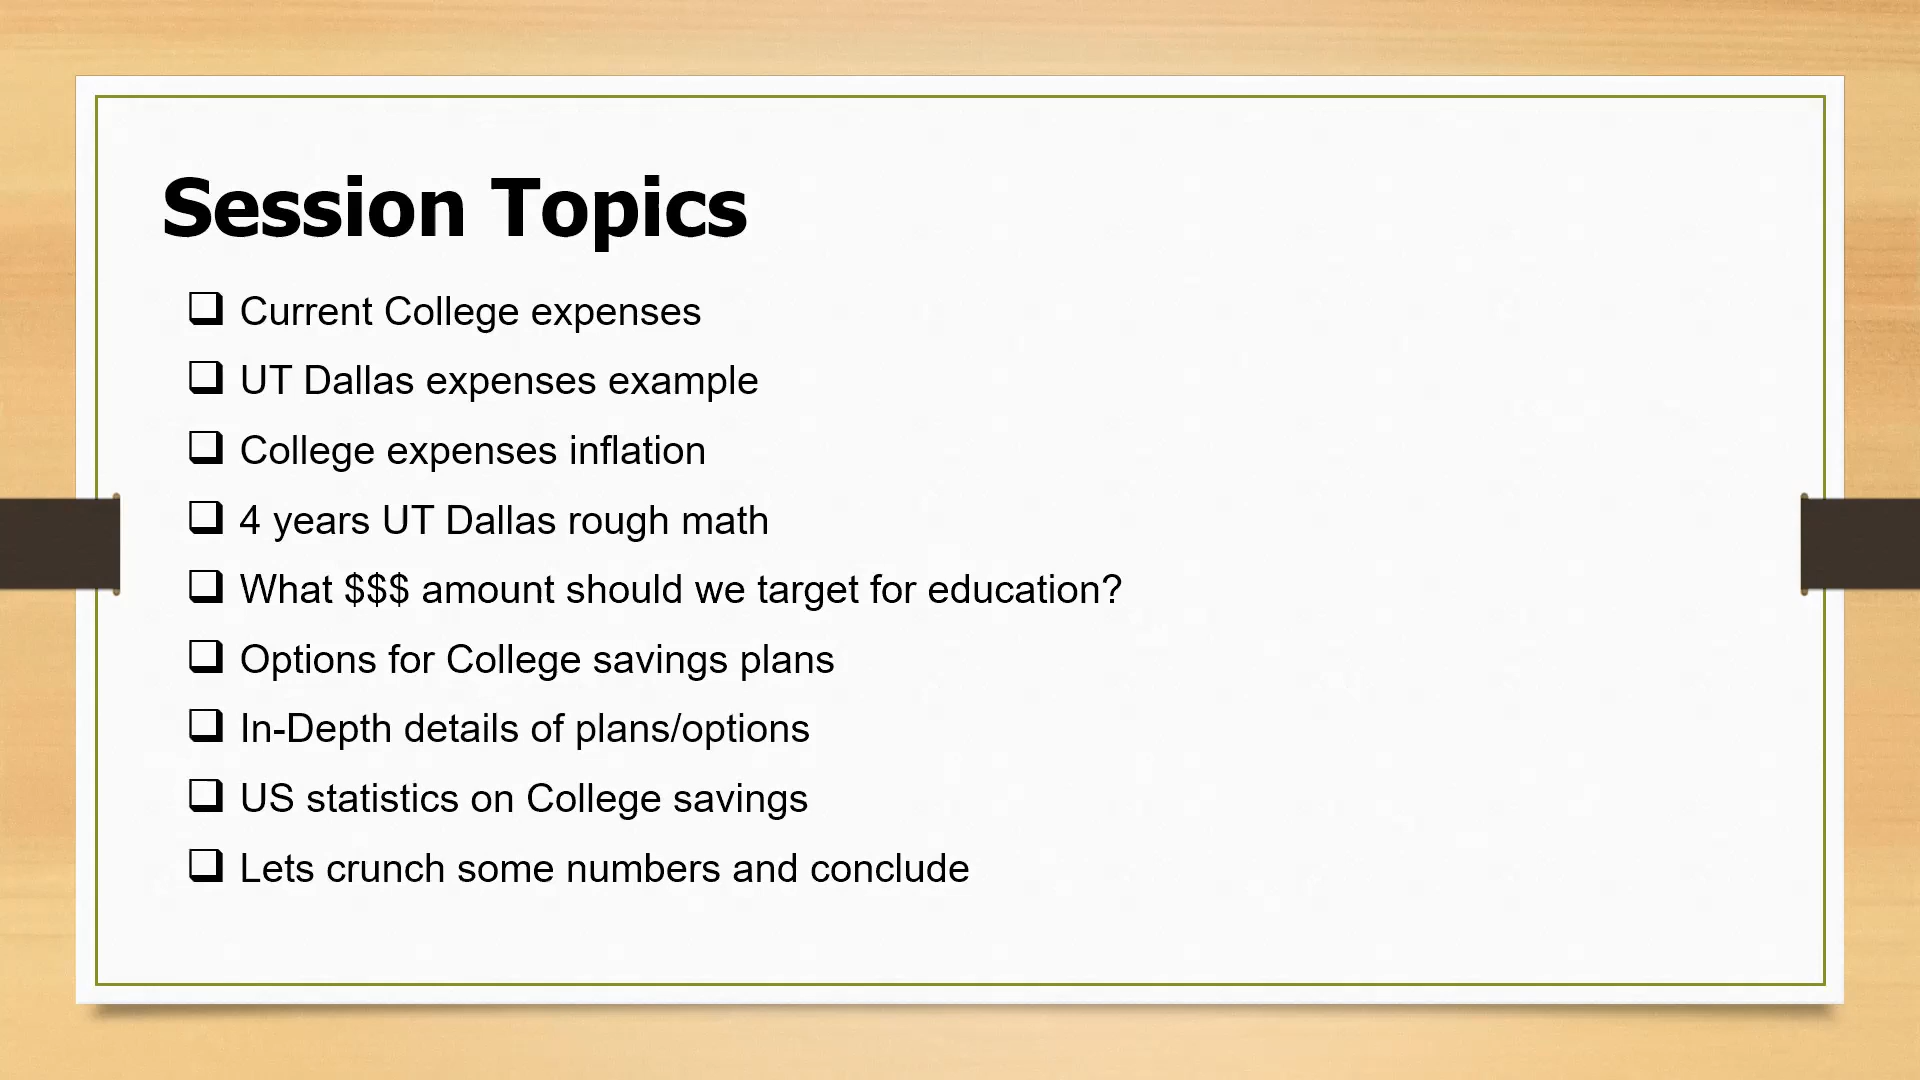 Session Topics
Current College expenses
UT Dallas expenses example
College expenses inflation
4 years UT Dallas rough math
What $$$ amount should we target for education?
Options for College savings plans
In-Depth details of plans/options
US statistics on College savings
Lets crunch some numbers and conclude